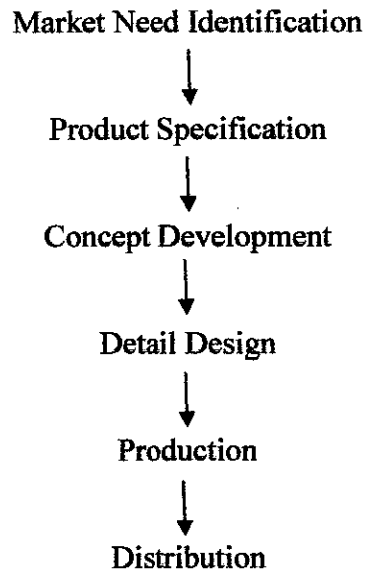 Market Need Identification
Product Specification
Concept Development
Detail Design
Production
Distribution